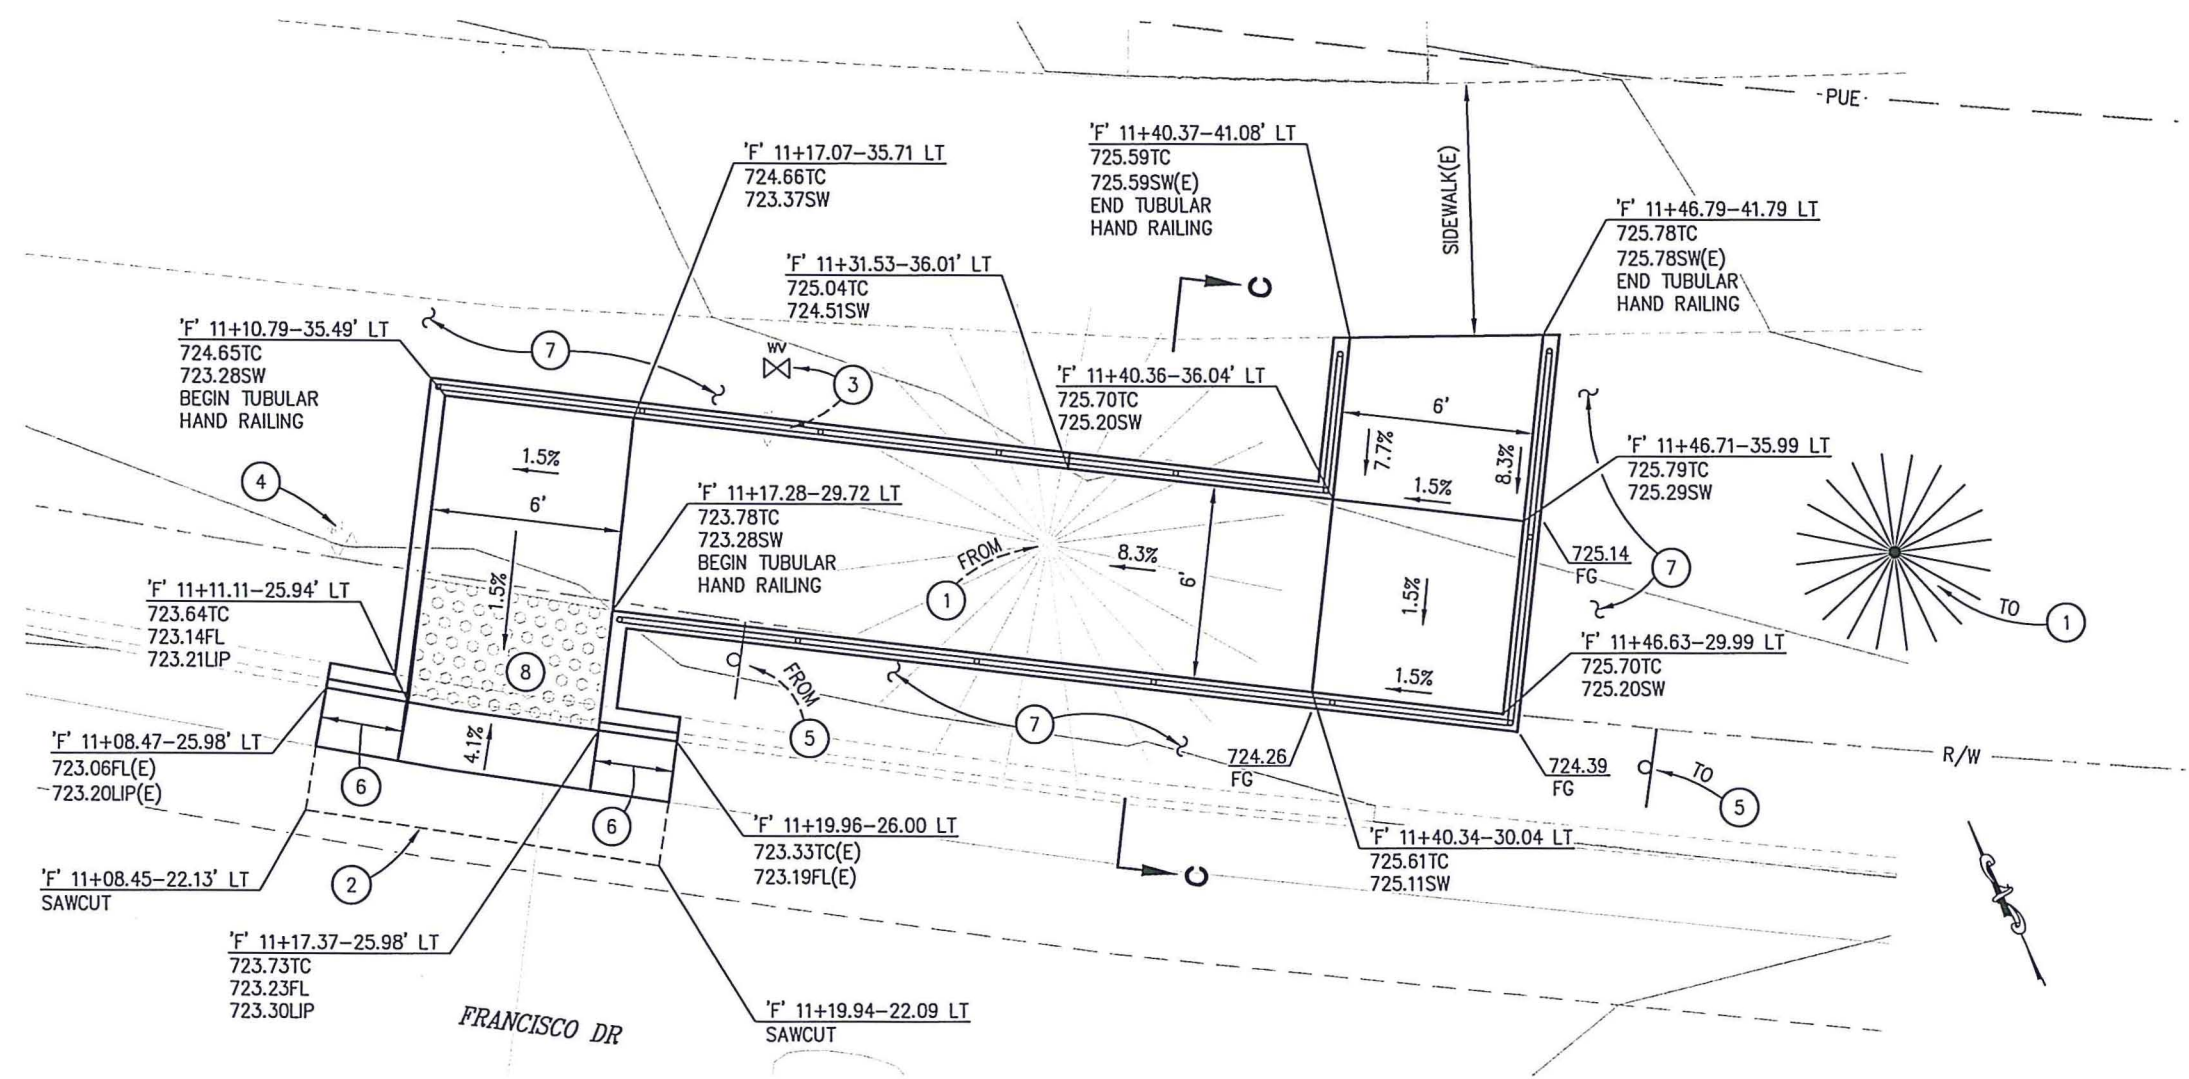 -PUE-
'F' 11+17.07-35.71 LT
724.66TC
723.37SW
'F' 11+40.37-41.08' LT
725.59TC
725.59SW(E)
END TUBULAR
HAND RAILING
SIDEWALK(E)
'F' 11+46.79-41.79 LT
725.78TC
725.78SW(E)
END TUBULAR
HAND RAILING
'F' 11+31.53-36.01' LT
725.04TC
724.51SW
C
'F' 11+10.79-35.49' LT
724.65TC
723.28SW
BEGIN TUBULAR
HAND RAILING
7
WV
3
'F' 11+40.36-36.04' LT
725.70TC
725.20SW
6'
7.7%
8.3%
1.5%
'F' 11+46.71-35.99 LT
725.79TC
725.29SW
1.5%
6'
4
'F' 11+17.28-29.72 LT
723.78TC
723.28SW
BEGIN TUBULAR
HAND RAILING
FROM
1
8.3%
6'
725.14
FG
7
1.5%
1.5%
TO
1
'F' 11+11.11-25.94' LT
723.64TC
723.14FL
723.21LIP
1.5%
8
FROM
5
7
'F' 11+46.63-29.99 LT
725.70TC
725.20SW
'F' 11+08.47-25.98' LT
723.06FL(E)
723.20LIP(E)
6
4.1%
6
724.26
FG
724.39
FG
R/W
TO
5
'F' 11+19.96-26.00 LT
723.33TC(E)
723.19FL(E)
C
'F' 11+40.34-30.04 LT
725.61TC
725.11SW
'F' 11+08.45-22.13' LT
SAWCUT
2
'F' 11+17.37-25.98' LT
723.73TC
723.23FL
723.30LIP
FRANCISCO DR
'F' 11+19.94-22.09 LT
SAWCUT